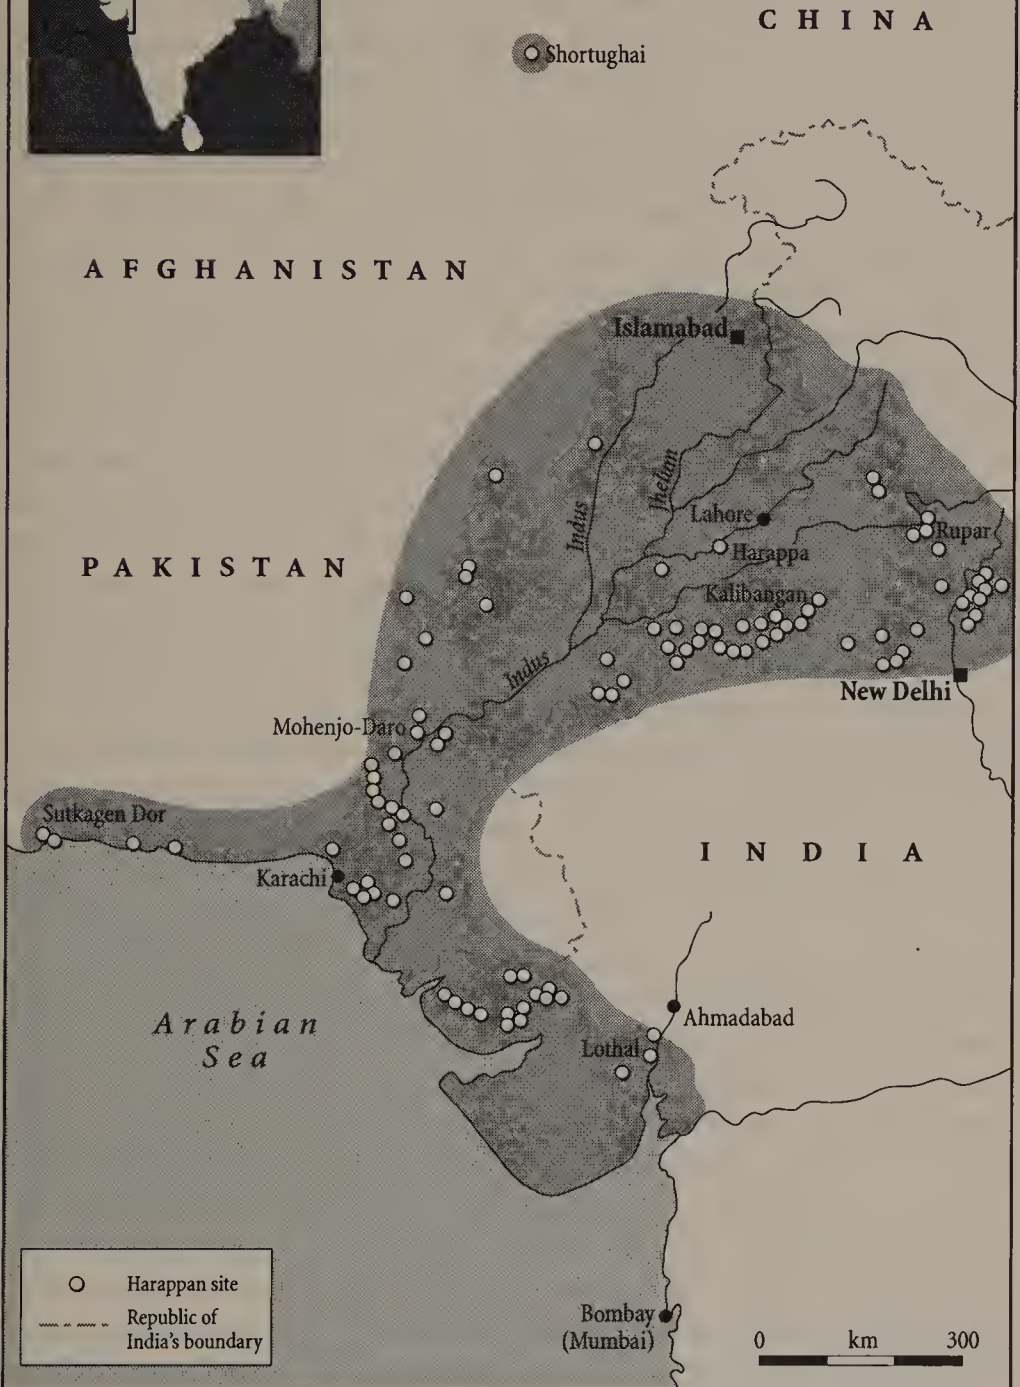 CHINA
Shortughai
AFGHANISTAN
Islamabad
Jhelam
Indus
Lahore
Rupar
Harappa
PAKISTAN
Kalibangan
Indus
New Delhi
Mohenjo-Daro
Sutkagen Dor
INDIA
Karachi
Ahmadabad
Arabian
Sea
Lothal
Harappan site
Republic of
India's boundary
Bombay
(Mumbai)
0 km 300